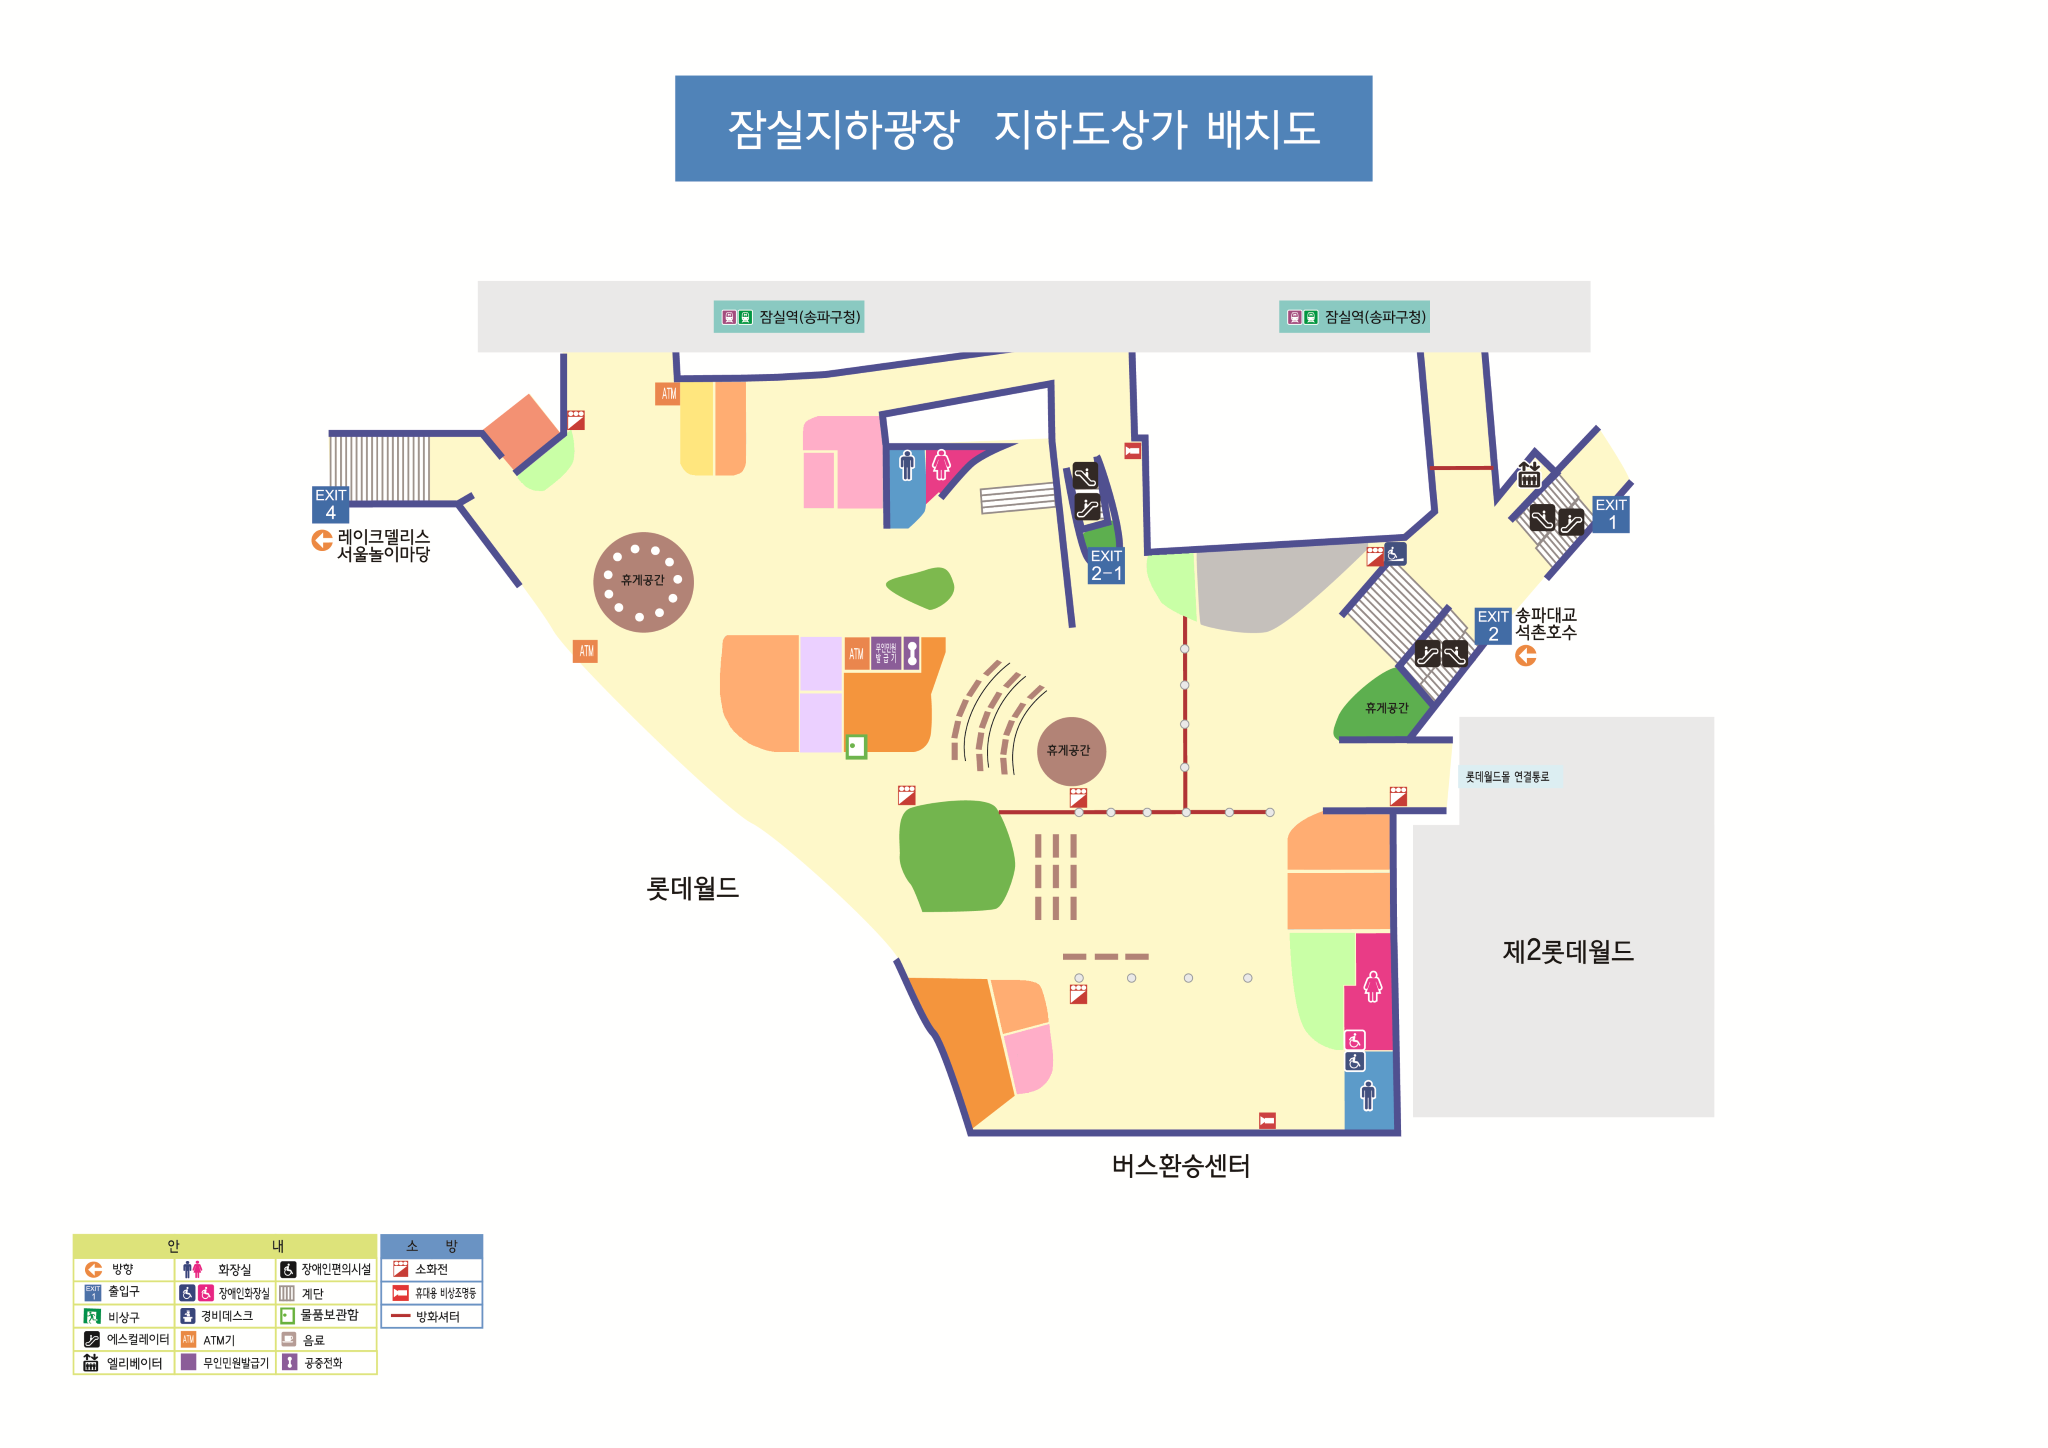 잠실지하광장 지하도상가 배치도
잠실역(송파구청)
잠실역(송파구청)
ATM
EXIT
4
레이크델리스
서울놀이마당
휴게공간
ATM
ATM
무인민원
발급기
EXIT
2-1
EXIT
1
EXIT
2
송파대교
석촌호수
휴게공간
휴게공간
롯데월드몰 연결통로
롯데월드
제2롯데월드
버스환승센터
안 내
방향
화장실
장애인편의시설
EXIT
1
출입구
장애인화장실
계단
비상구
경비데스크
물품보관함
에스컬레이터
ATM
ATM기
음료
엘리베이터
무인민원발급기
공중전화
소 방
소화전
휴대용 비상조명등
방화셔터